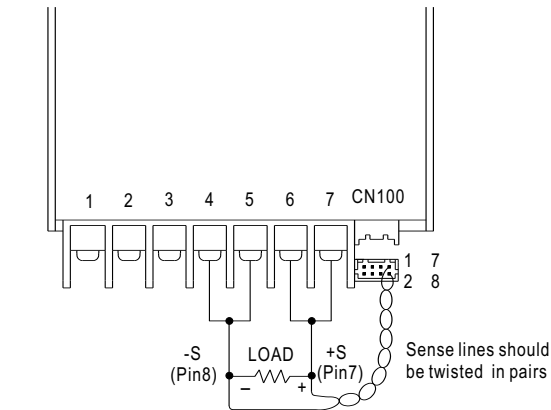 1 2 3 4 5 6 7 CN100
1 7
2 8
-S LOAD +S
(Pin8) (Pin7)
– +
Sense lines should
be twisted in pairs